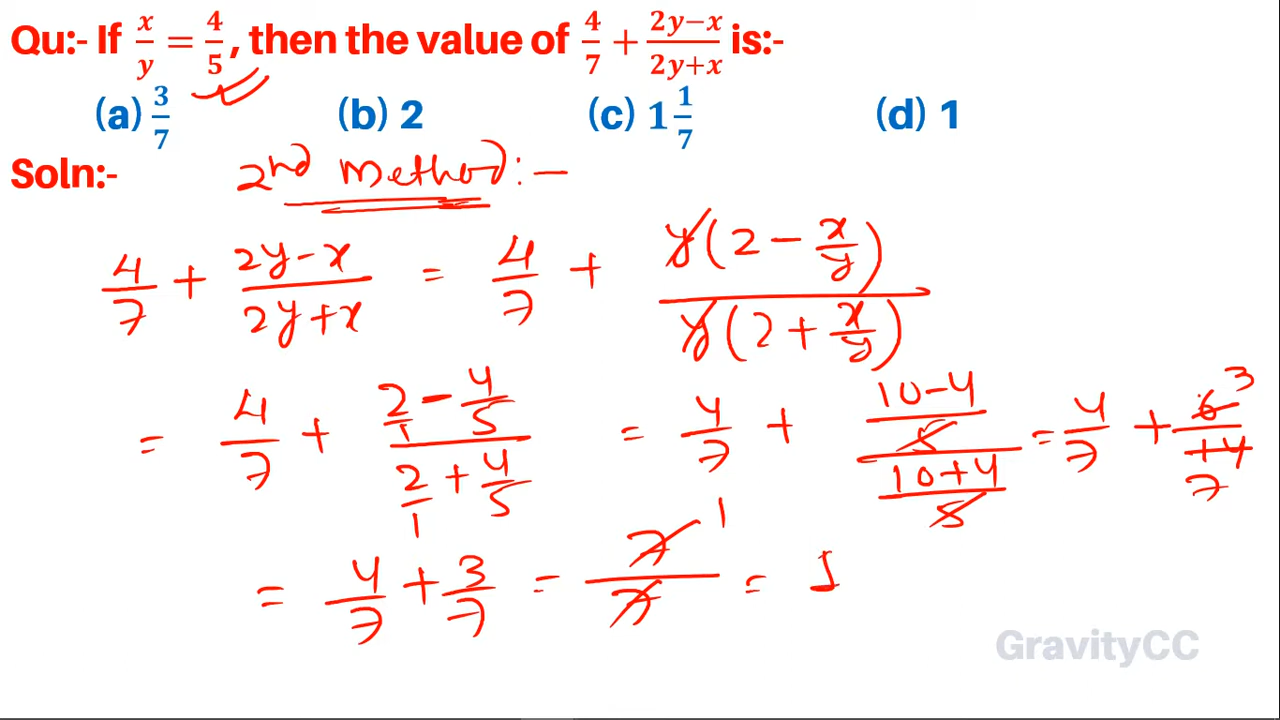 Qu:- If x/y = 4/5, then the value of 4/7 + (2y−x)/(2y+x) is:-
(a) 3/7 (b) 2 (c) 1 1/7 (d) 1
Soln:- 2nd Method:-
4/7 + (2y-x)/(2y+x) = 4/7 + y(2 - x/y)/y(2 + x/y)
= 4/7 + (2/1 - 4/5)/(2/1 + 4/5) = 4/7 + ((10-4)/5)/((10+4)/5) = 4/7 + 6/14 3 7
= 4/7 + 3/7 = 7/7 1 = 1
GravityCC